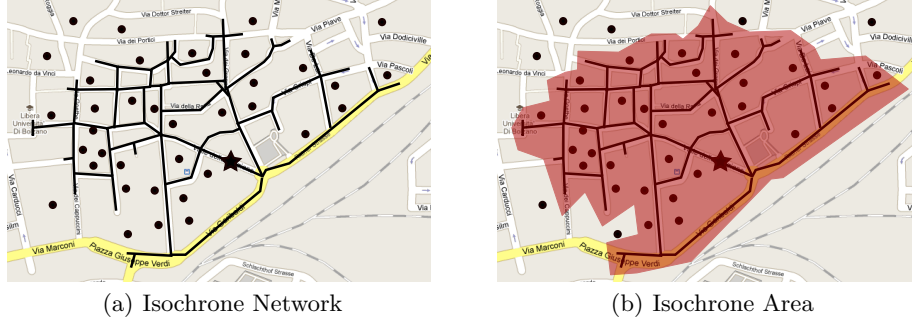 Via Dottor Streiter
Via Piave
Via dei Portici
Via Dodiciville
Leonardo da Vinci
Via Pascoli
Via della Ra
Libera
Università
Di Bolzano
Via Carducci
Via dei Cappuccini
Via Garibaldi
Via Marconi
Piazza Giuseppe Verdi
Schlachthof Strasse
(a) Isochrone Network
Via Dottor Streiter
Via Piave
Via dei Portici
Via Dodiciville
Leonardo da Vinci
Via Pascoli
Via della
Libera
Università
Di Bolzano
Via Carducci
Via Marconi
Piazza Giuseppe Verdi
Schlachthof Strasse
(b) Isochrone Area